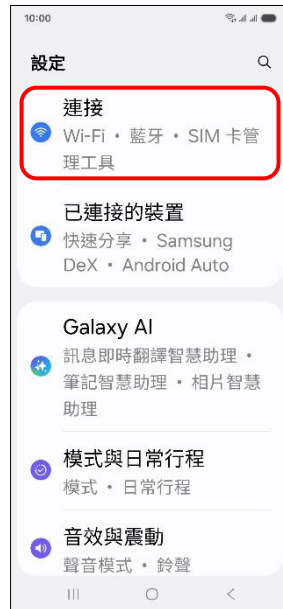 10:00
設定
連接
Wi-Fi • 藍牙 • SIM 卡管
理工具
已連接的裝置
快速分享 • Samsung
DeX • Android Auto
Galaxy AI
訊息即時翻譯智慧助理 •
筆記智慧助理 • 相片智慧
助理
模式與日常行程
模式 • 日常行程
音效與震動
聲音模式 • 鈴聲